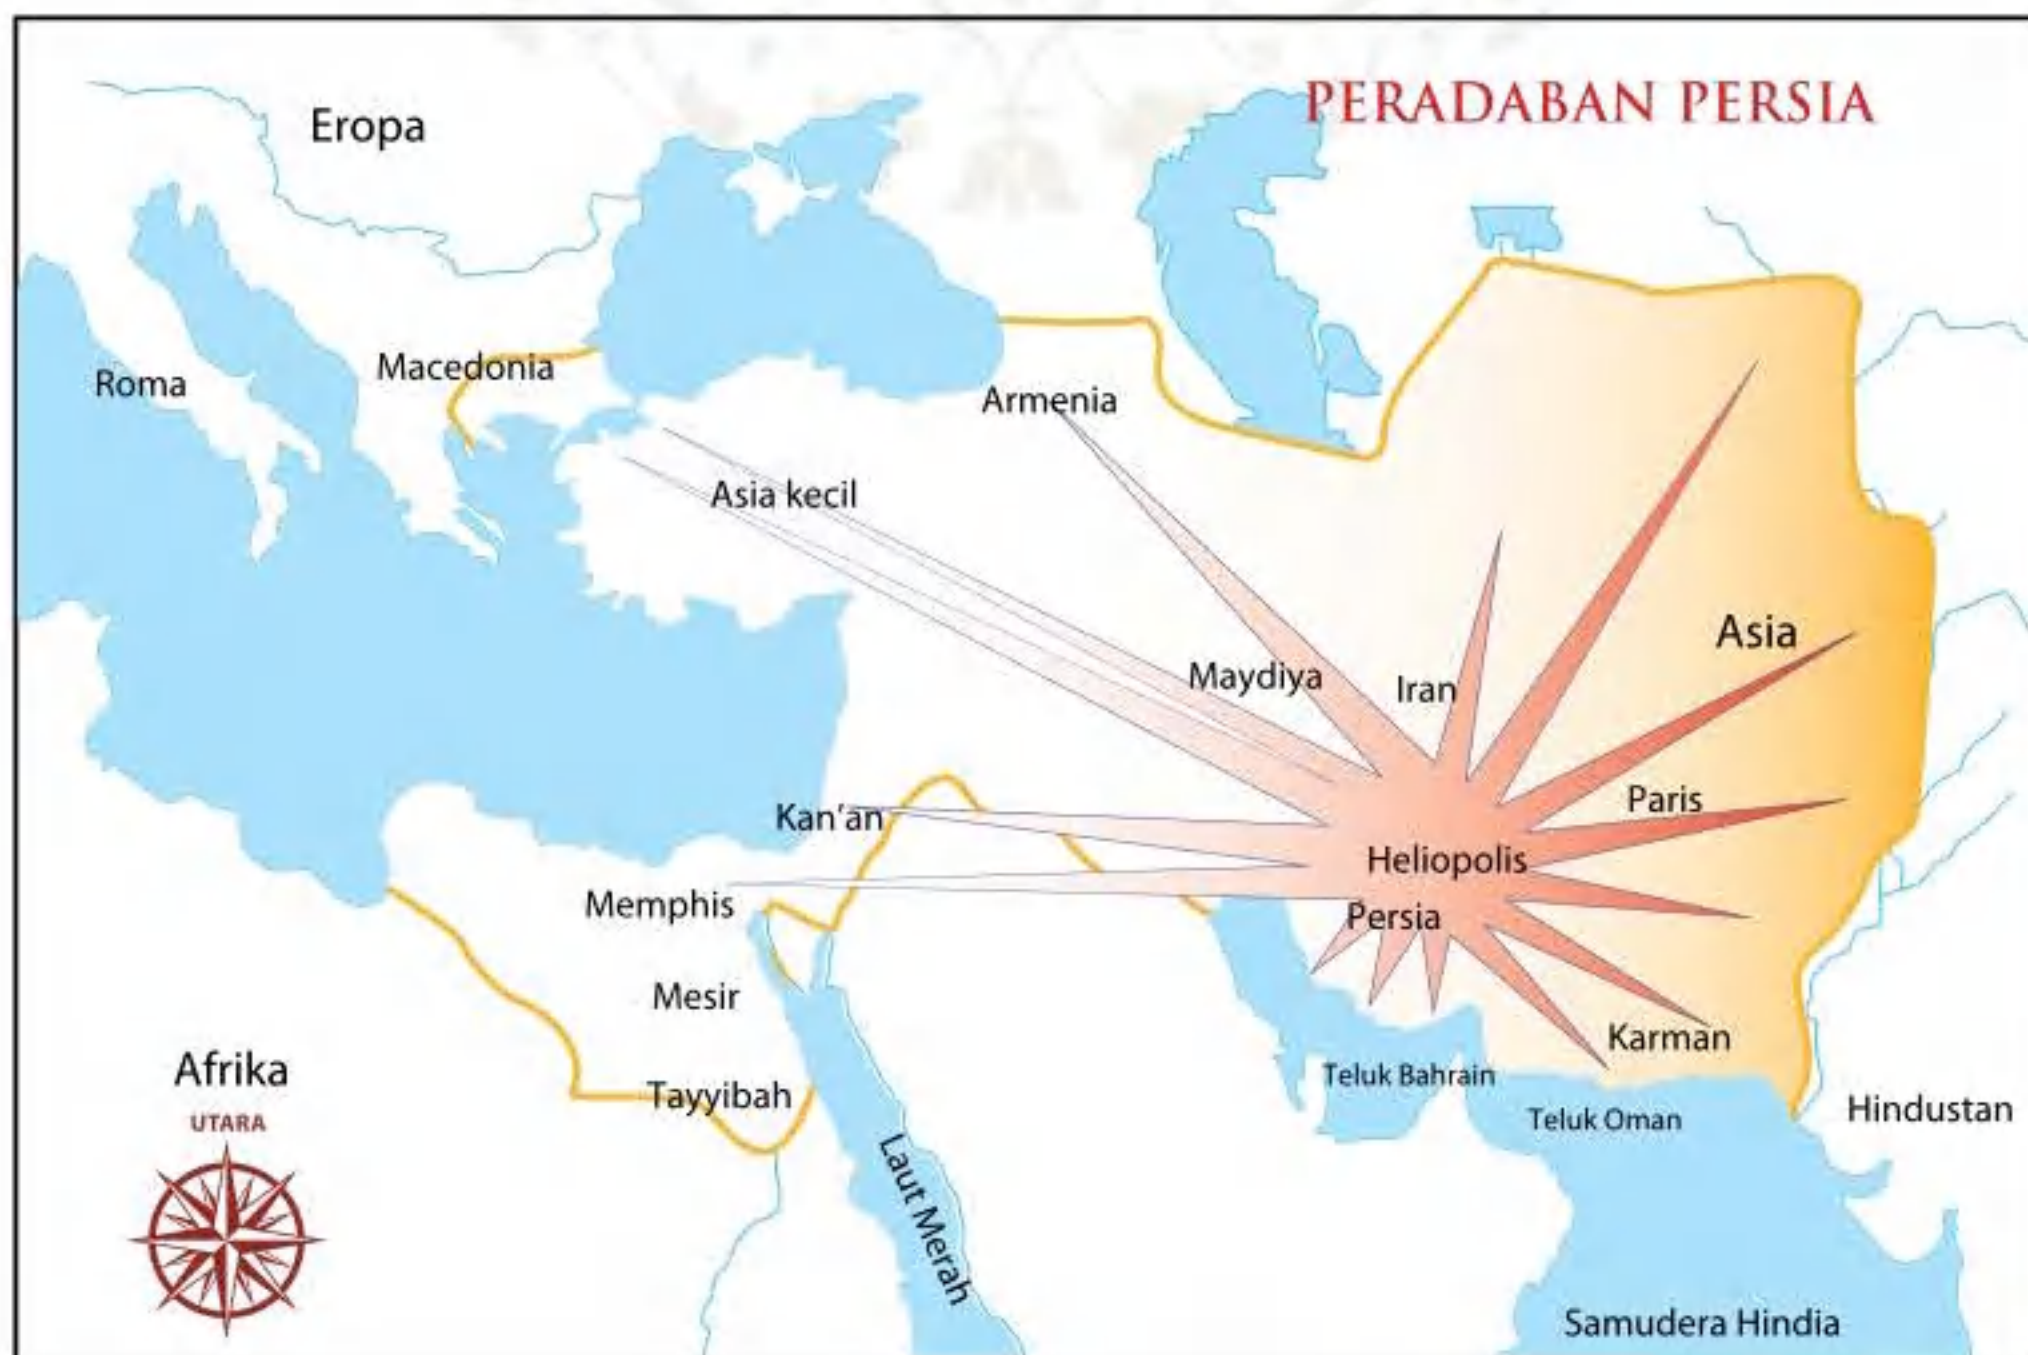 PERADABAN PERSIA
Eropa
Roma
Macedonia
Armenia
Asia kecil
Maydiya
Iran
Asia
Paris
Kan'an
Heliopolis
Memphis
Persia
Mesir
Karman
Afrika
UTARA
Tayyibah
Teluk Bahrain
Teluk Oman
Hindustan
Laut Merah
Samudera Hindia